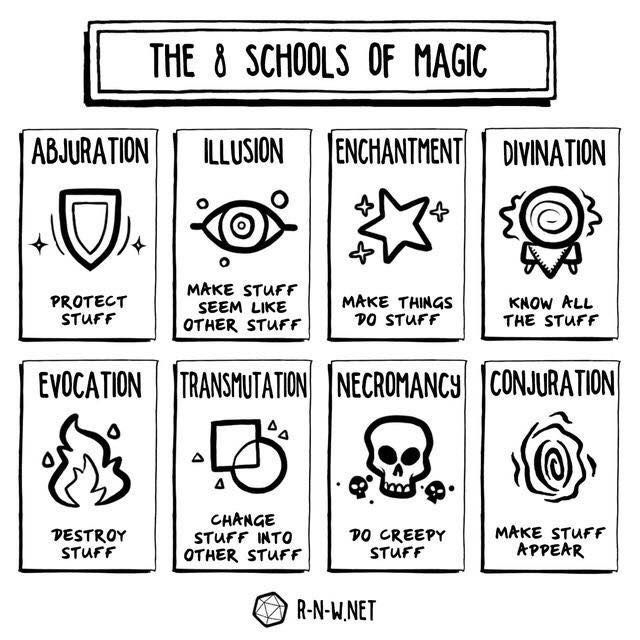 THE 8 SCHOOLS OF MAGIC
ABJURATION
PROTECT
STUFF
ILLUSION
MAKE STUFF
SEEM LIKE
OTHER STUFF
ENCHANTMENT
MAKE THINGS
DO STUFF
DIVINATION
KNOW ALL
THE STUFF
EVOCATION
DESTROY
STUFF
TRANSMUTATION
CHANGE
STUFF INTO
OTHER STUFF
NECROMANCY
DO CREEPY
STUFF
CONJURATION
MAKE STUFF
APPEAR
R-N-W.NET